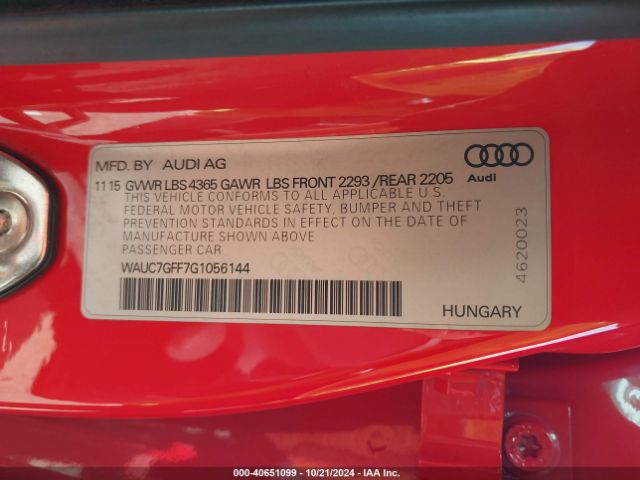 MFD. BY AUDI AG
11 15 GVWR LBS 4365 GAWR LBS FRONT 2293 /REAR 2205
THIS VEHICLE CONFORMS TO ALL APPLICABLE U.S.
FEDERAL MOTOR VEHICLE SAFETY, BUMPER AND THEFT
PREVENTION STANDARDS IN EFFECT ON THE DATE OF
MANUFACTURE SHOWN ABOVE
PASSENGER CAR
WAUC7GFF7G1056144
Audi
4620023
HUNGARY
000-40651099 - 10/21/2024 - IAA Inc.